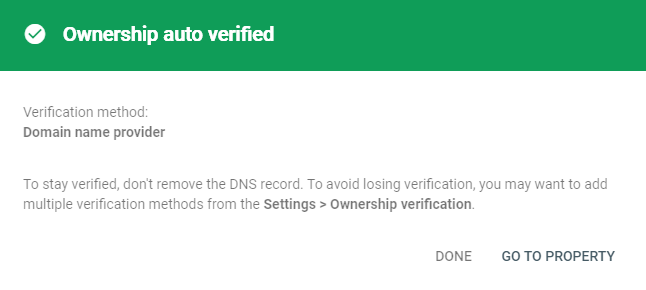 Ownership auto verified
Verification method:
Domain name provider
To stay verified, don't remove the DNS record. To avoid losing verification, you may want to add
multiple verification methods from the Settings > Ownership verification.
DONE GO TO PROPERTY